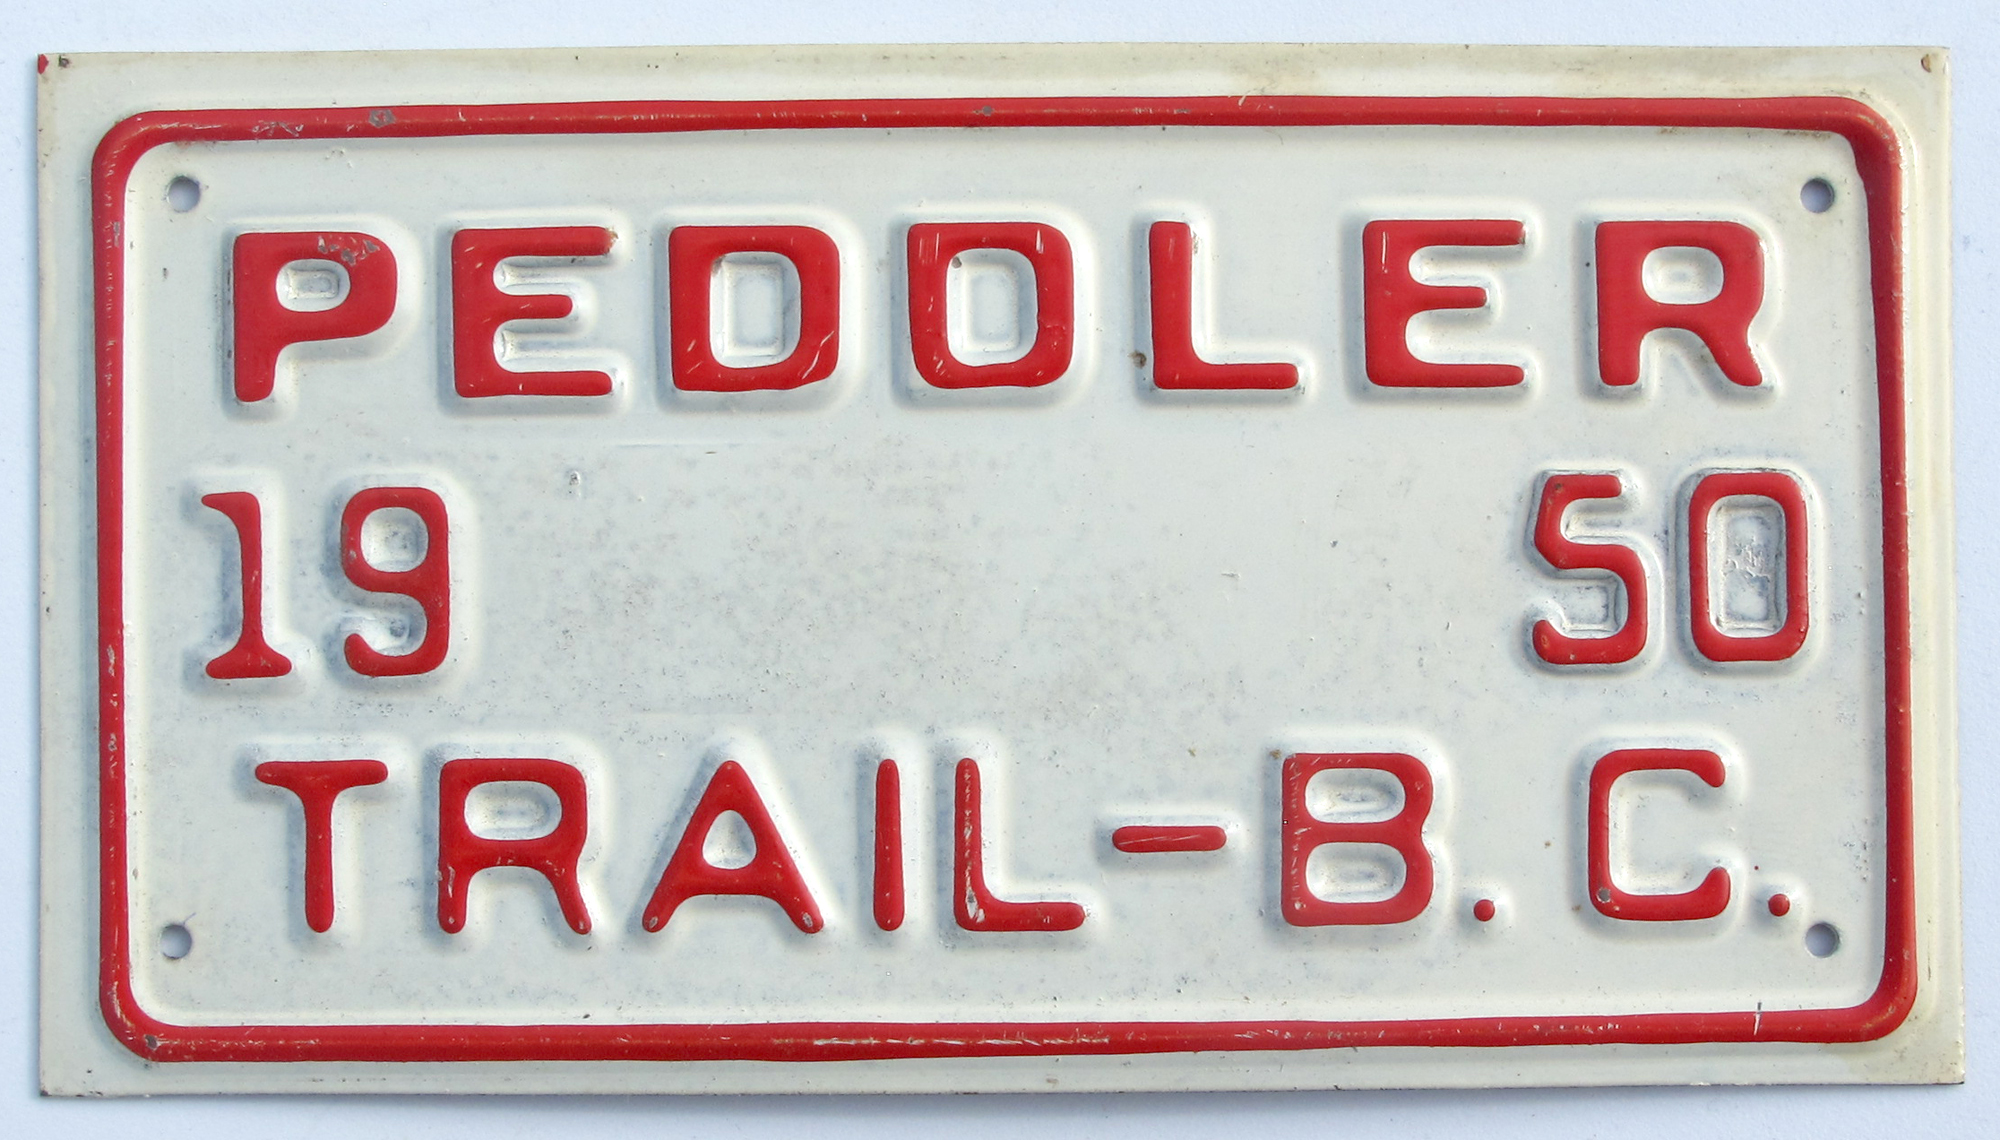 PEDDLER
19 50
TRAIL-B.C.